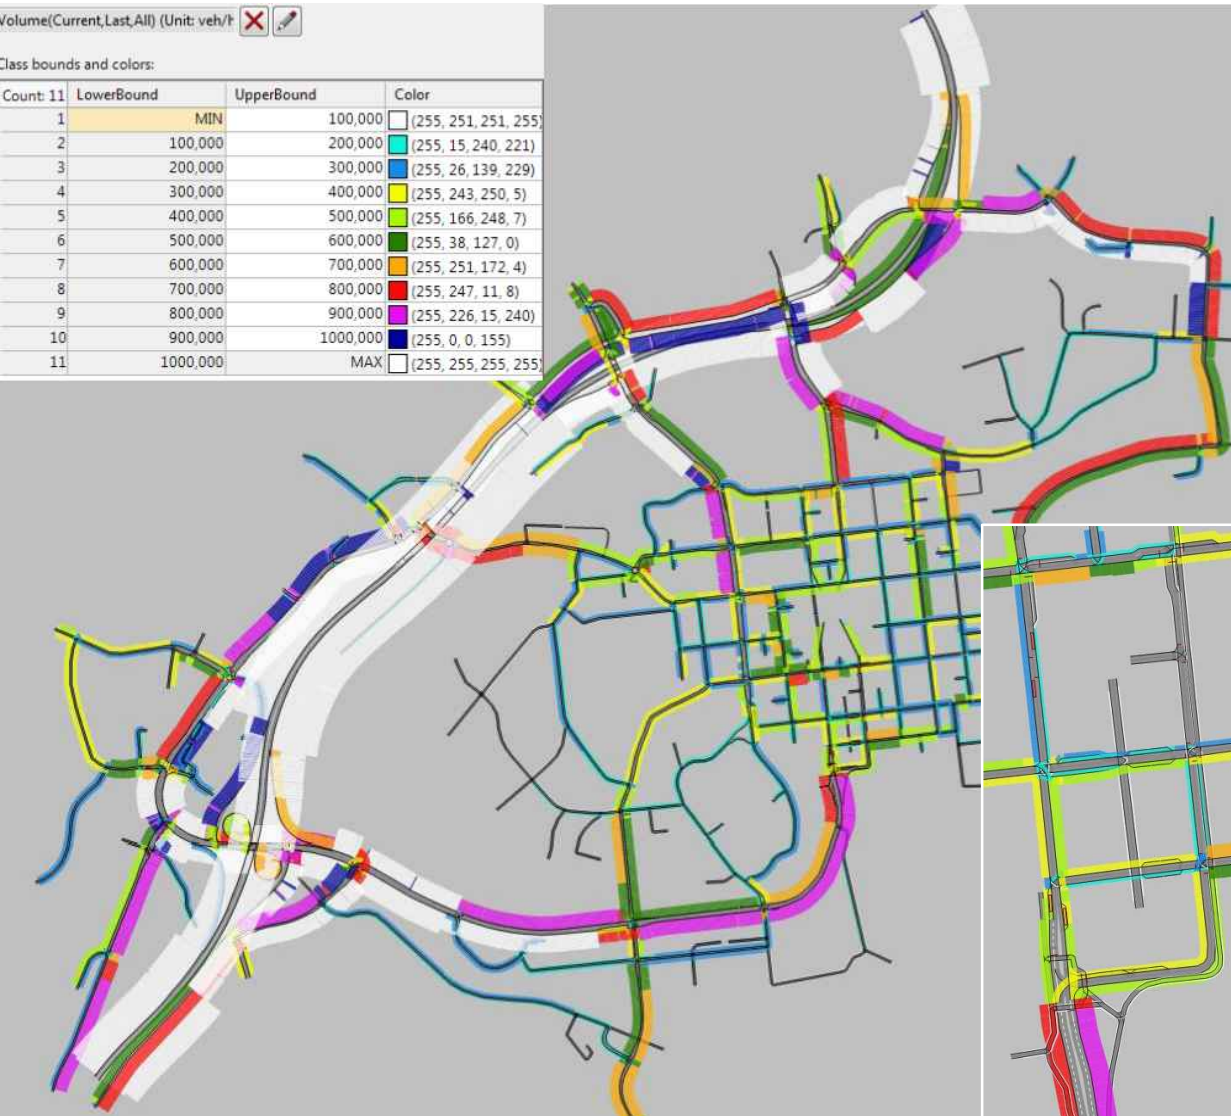 Volume(Current,Last,All) (Unit: veh/h
Class bounds and colors:
Count: 11 LowerBound UpperBound Color
1 MIN 100,000 (255, 251, 251, 255)
2 100,000 200,000 (255, 15, 240, 221)
3 200,000 300,000 (255, 26, 139, 229)
4 300,000 400,000 (255, 243, 250, 5)
5 400,000 500,000 (255, 166, 248, 7)
6 500,000 600,000 (255, 38, 127, 0)
7 600,000 700,000 (255, 251, 172, 4)
8 700,000 800,000 (255, 247, 11, 8)
9 800,000 900,000 (255, 226, 15, 240)
10 900,000 1000,000 (255, 0, 0, 155)
11 1000,000 MAX (255, 255, 255, 255)